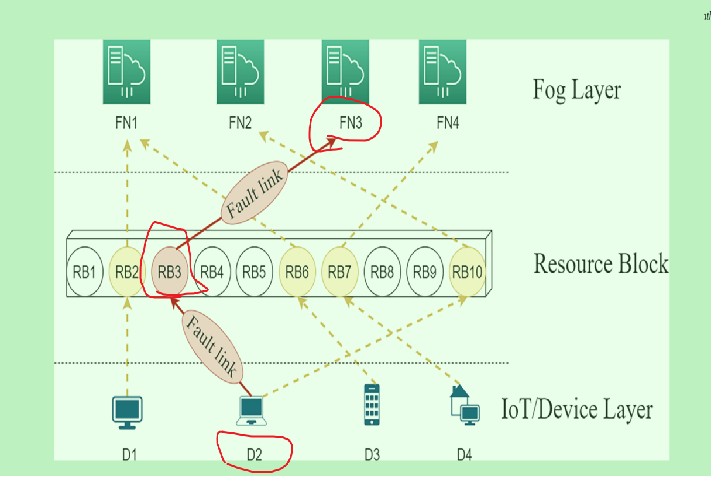 Fog Layer
FN1 FN2 FN3 FN4
Fault link
RB1 RB2 RB3 RB4 RB5 RB6 RB7 RB8 RB9 RB10
Resource Block
Fault link
IoT/Device Layer
D1 D2 D3 D4